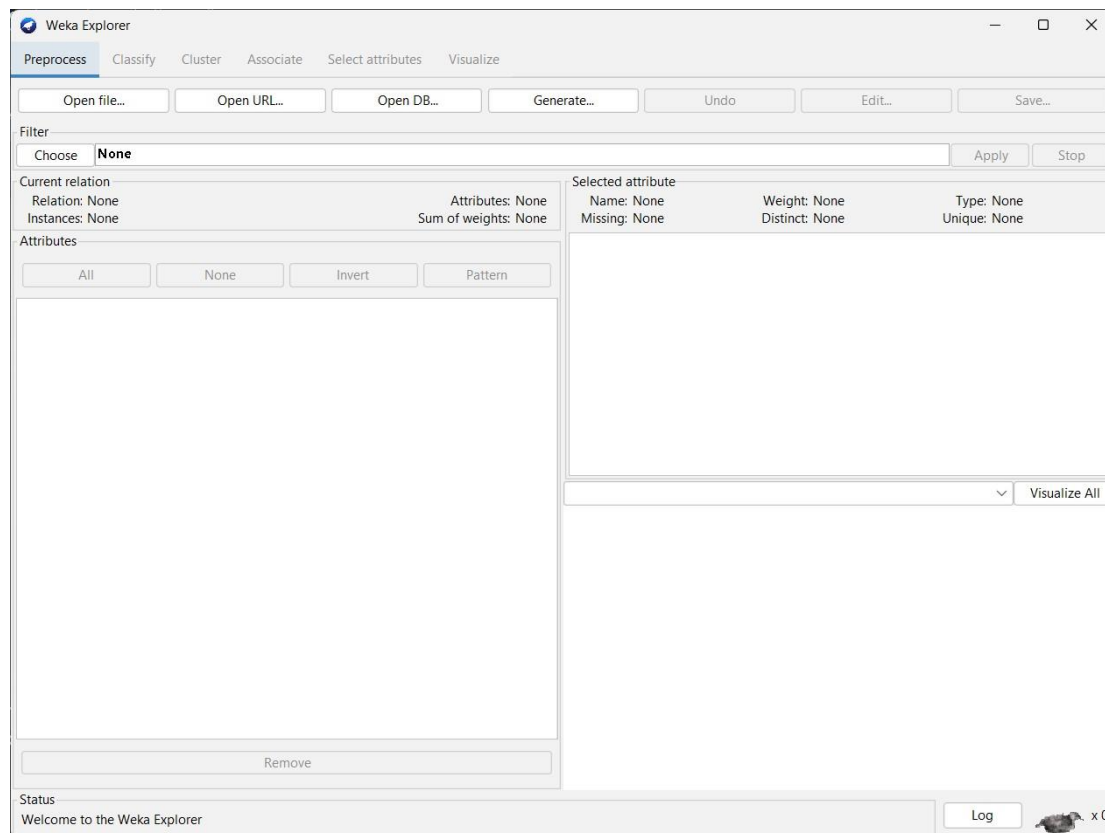 Weka Explorer
Preprocess Classify Cluster Associate Select attributes Visualize
Open file... Open URL... Open DB... Generate... Undo Edit... Save...
Filter
Choose None Apply Stop
Current relation
Relation: None Attributes: None
Instances: None Sum of weights: None
Attributes
All None Invert Pattern
Remove
Selected attribute
Name: None Weight: None Type: None
Missing: None Distinct: None Unique: None
Visualize All
Status
Welcome to the Weka Explorer
Log x 0